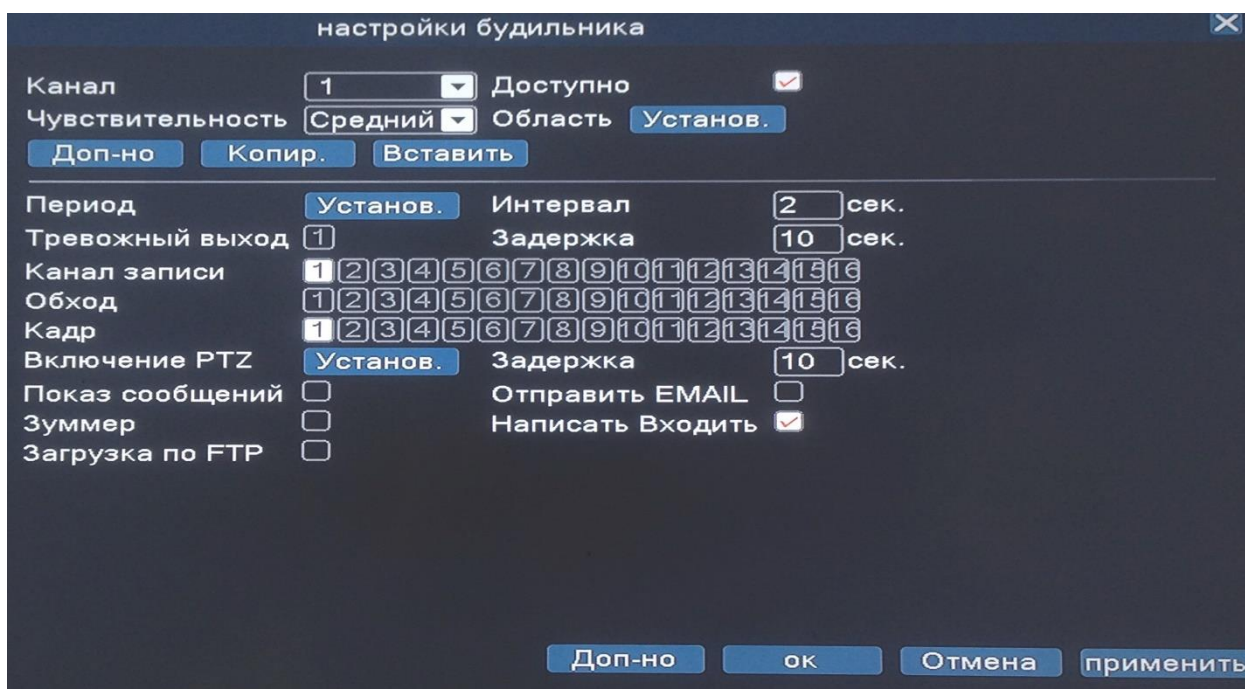 настройки будильника
Канал 1 Доступно
Чувствительность Средний Область Установ.
Доп-но Копир. Вставить
Период Установ. Интервал 2 сек.
Тревожный выход 1 Задержка 10 сек.
Канал записи 1 2 3 4 5 6 7 8 9 10 11 12 13 14 15 16
Обход 1 2 3 4 5 6 7 8 9 10 11 12 13 14 15 16
Кадр 1 2 3 4 5 6 7 8 9 10 11 12 13 14 15 16
Включение PTZ Установ. Задержка 10 сек.
Показ сообщений Отправить EMAIL
Зуммер Написать Входить
Загрузка по FTP
Доп-но ок Отмена применить